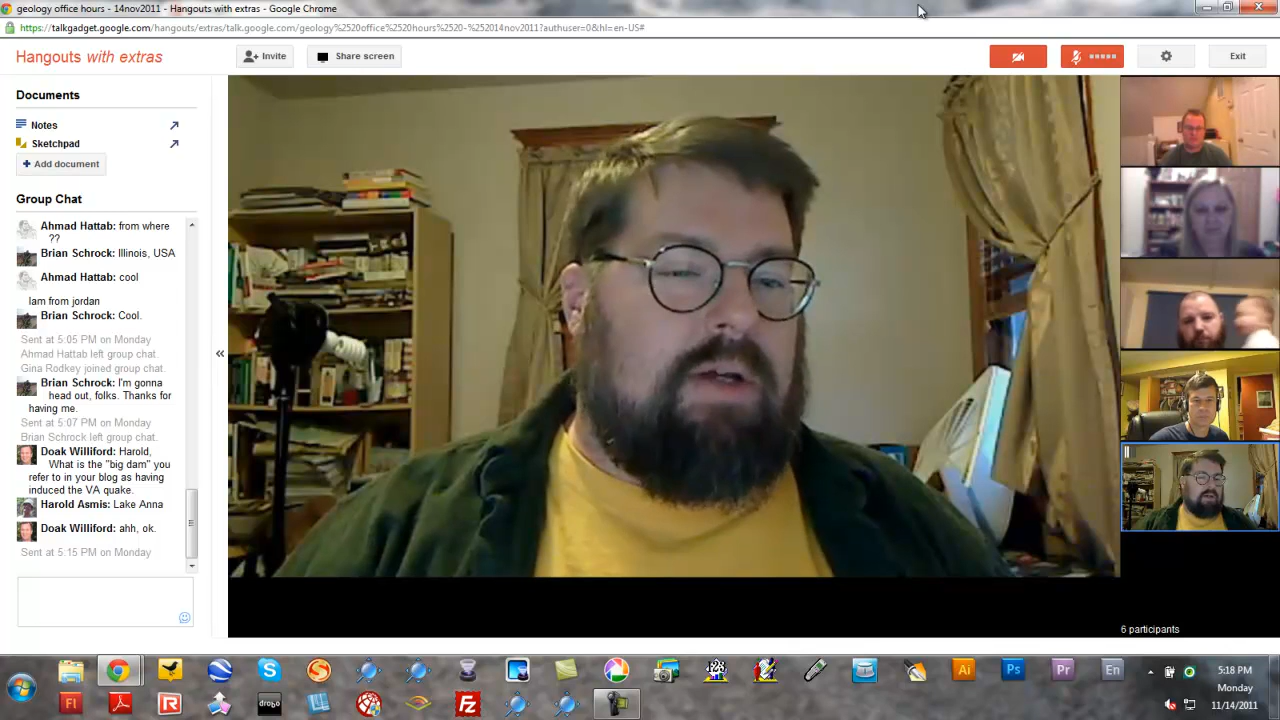 geology office hours - 14nov2011 - Hangouts with extras - Google Chrome
https://talkgadget.google.com/hangouts/extras/talk.google.com/geology%2520office%2520hours%2520-%252014nov2011?authuser=0&hl=en-US#
Hangouts with extras
Invite
Share screen
Exit
Documents
Notes
Sketchpad
Add document
Group Chat
Ahmad Hattab: from where
??
Brian Schrock: Illinois, USA
Ahmad Hattab: cool
Iam from jordan
Brian Schrock: Cool.
Sent at 5:05 PM on Monday
Ahmad Hattab left group chat.
Gina Rodkey joined group chat.
Brian Schrock: I'm gonna
head out, folks. Thanks for
having me.
Sent at 5:07 PM on Monday
Brian Schrock left group chat.
Doak Williford: Harold,
What is the "big dam" you
refer to in your blog as having
induced the VA quake.
Harold Asmis: Lake Anna
Doak Williford: ahh, ok.
Sent at 5:15 PM on Monday
6 participants
Ai
Ps
Pr
En
5:18 PM
Monday
11/14/2011
Fl
R
drobo
Fz